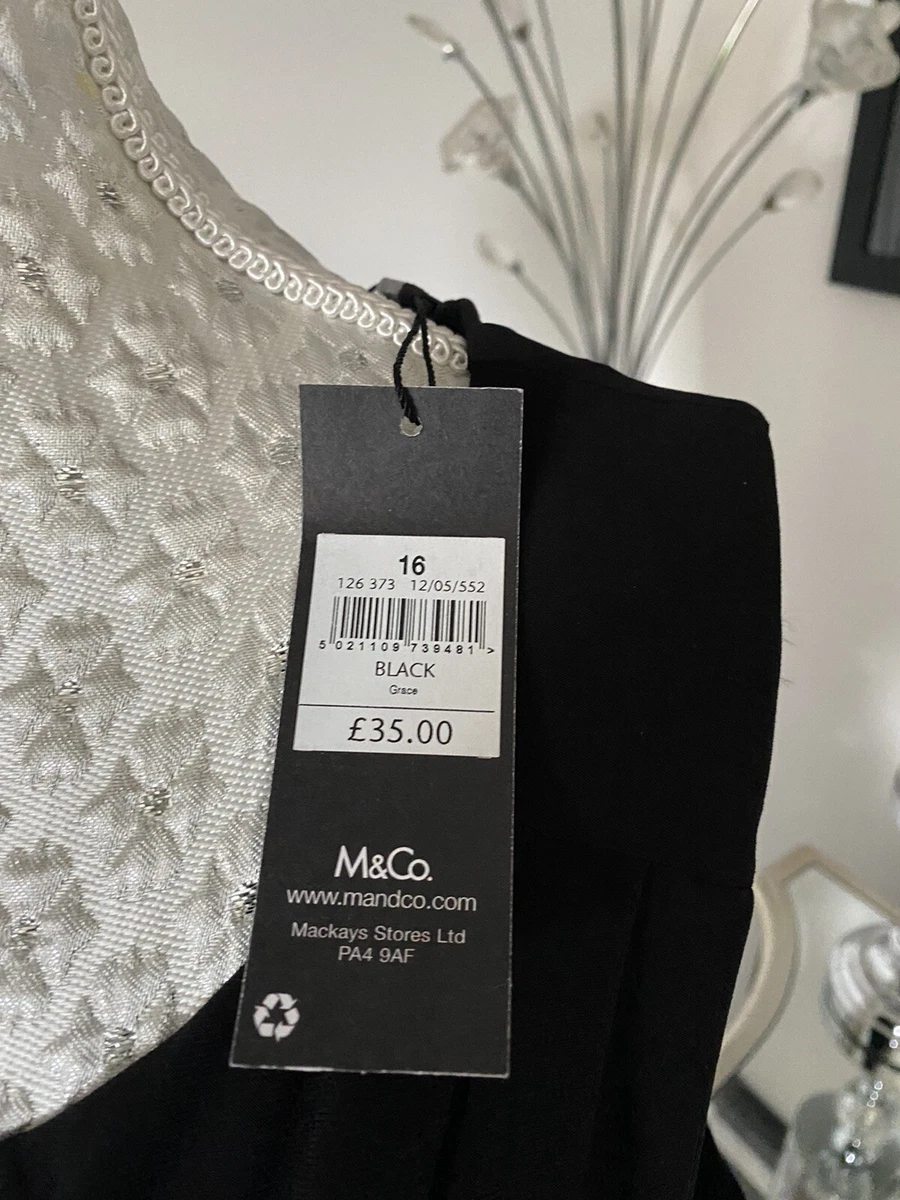 16
126 373 12/05/552
5 021109 739481 >
BLACK
Grace
£35.00
M&Co.
www.mandco.com
Mackays Stores Ltd
PA4 9AF